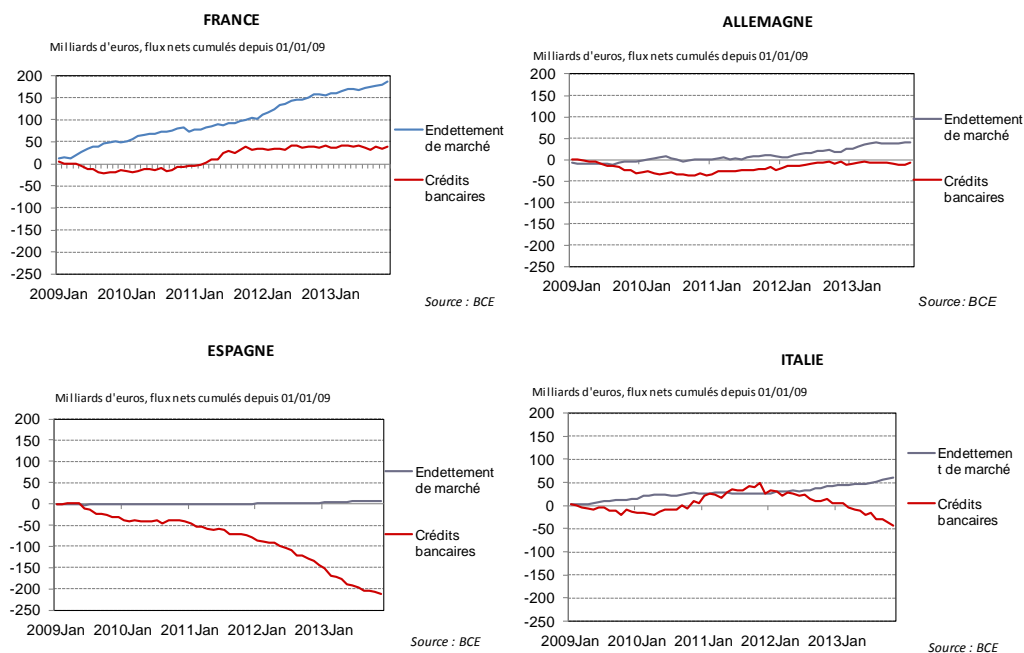 FRANCE
Milliards d'euros, flux nets cumulés depuis 01/01/09
200
150
100
50
0
-50
-100
-150
-200
-250
2009Jan 2010Jan 2011Jan 2012Jan 2013Jan
Endettement
de marché
Crédits
bancaires
Source : BCE
ALLEMAGNE
Milliards d'euros, flux nets cumulés depuis 01/01/09
200
150
100
50
0
-50
-100
-150
-200
-250
2009Jan 2010Jan 2011Jan 2012Jan 2013Jan
Endettement
de marché
Crédits
bancaires
Source: BCE
ESPAGNE
Milliards d'euros, flux nets cumulés depuis 01/01/09
200
150
100
50
0
-50
-100
-150
-200
-250
2009Jan 2010Jan 2011Jan 2012Jan 2013Jan
Endettement
de marché
Crédits
bancaires
Source : BCE
ITALIE
Milliards d'euros, flux nets cumulés depuis 01/01/09
200
150
100
50
0
-50
-100
-150
-200
-250
2009Jan 2010Jan 2011Jan 2012Jan 2013Jan
Endettemen
t de marché
Crédits
bancaires
Source : BCE